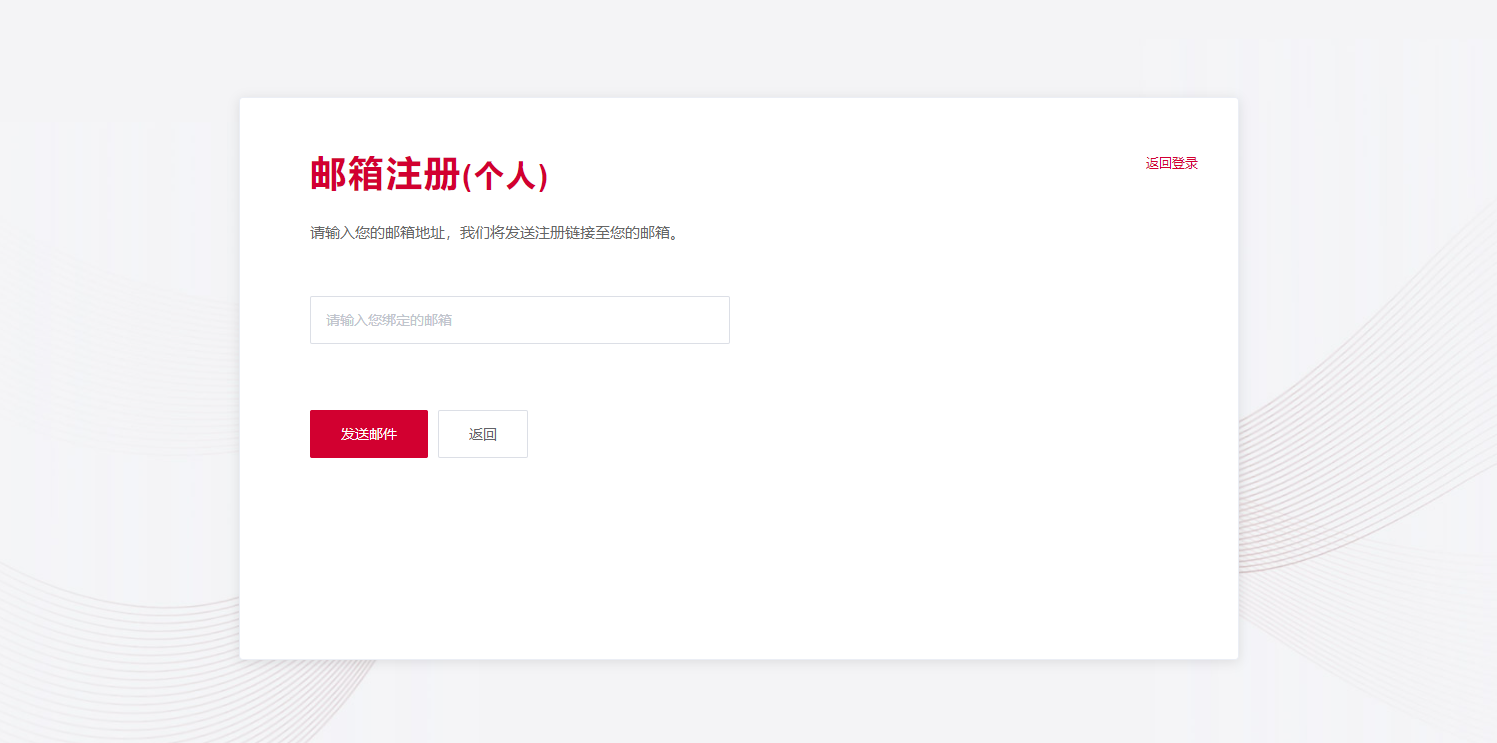 邮箱注册(个人)
返回登录
请输入您的邮箱地址，我们将发送注册链接至您的邮箱。
请输入您绑定的邮箱
发送邮件
返回